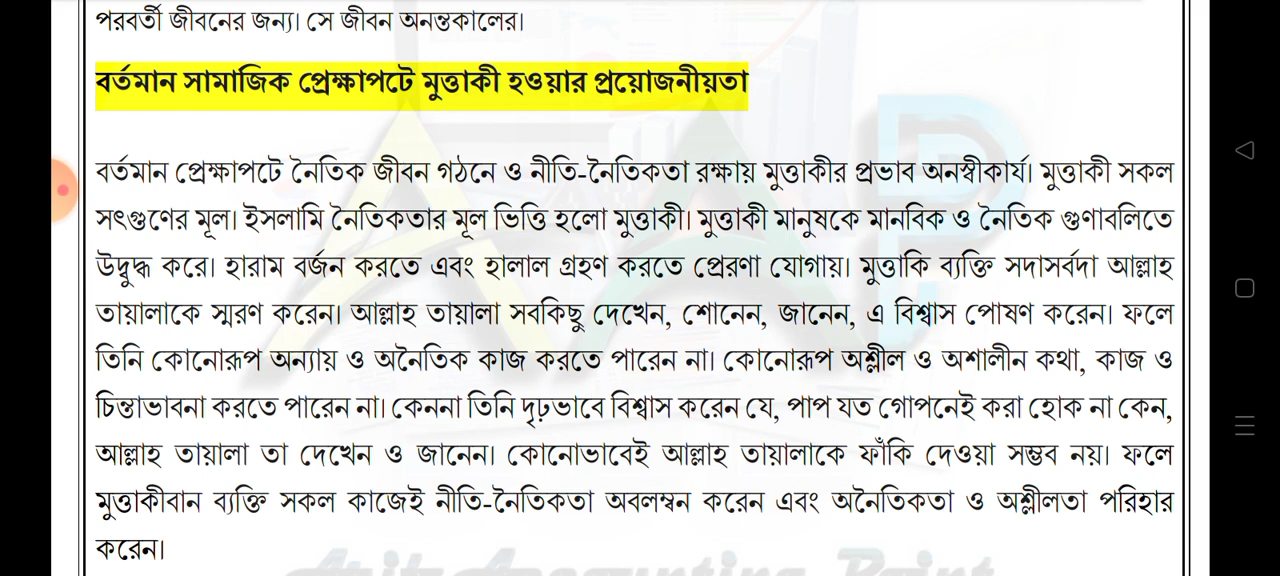 পরবর্তী জীবনের জন্য। সে জীবন অনন্তকালের।
বর্তমান সামাজিক প্রেক্ষাপটে মুত্তাকী হওয়ার প্রয়োজনীয়তা
বর্তমান প্রেক্ষাপটে নৈতিক জীবন গঠনে ও নীতি-নৈতিকতা রক্ষায় মুত্তাকীর প্রভাব অনস্বীকার্য। মুত্তাকী সকল
সৎগুণের মূল। ইসলামি নৈতিকতার মূল ভিত্তি হলো মুত্তাকী। মুত্তাকী মানুষকে মানবিক ও নৈতিক গুণাবলিতে
উদ্বুদ্ধ করে। হারাম বর্জন করতে এবং হালাল গ্রহণ করতে প্রেরণা যোগায়। মুত্তাকি ব্যক্তি সদাসর্বদা আল্লাহ
তায়ালাকে স্মরণ করেন। আল্লাহ তায়ালা সবকিছু দেখেন, শোনেন, জানেন, এ বিশ্বাস পোষণ করেন। ফলে
তিনি কোনোরূপ অন্যায় ও অনৈতিক কাজ করতে পারেন না। কোনোরূপ অশ্লীল ও অশালীন কথা, কাজ ও
চিন্তাভাবনা করতে পারেন না। কেননা তিনি দৃঢ়ভাবে বিশ্বাস করেন যে, পাপ যত গোপনেই করা হোক না কেন,
আল্লাহ তায়ালা তা দেখেন ও জানেন। কোনোভাবেই আল্লাহ তায়ালাকে ফাঁকি দেওয়া সম্ভব নয়। ফলে
মুত্তাকীবান ব্যক্তি সকল কাজেই নীতি-নৈতিকতা অবলম্বন করেন এবং অনৈতিকতা ও অশ্লীলতা পরিহার
করেন।
Accounting Point